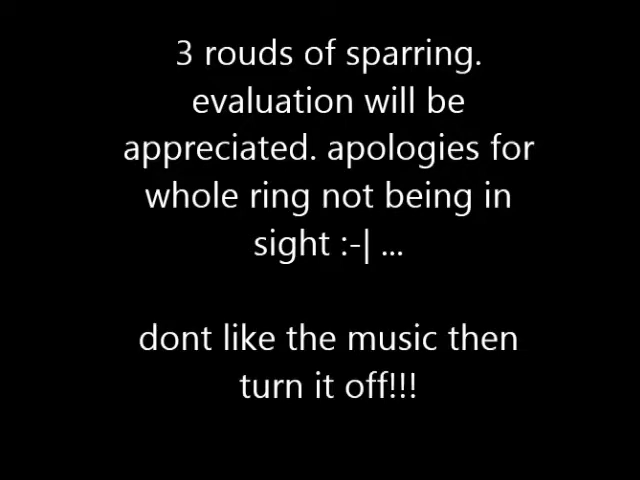 3 rouds of sparring.
evaluation will be
appreciated. apologies for
whole ring not being in
sight :-| ...
dont like the music then
turn it off!!!